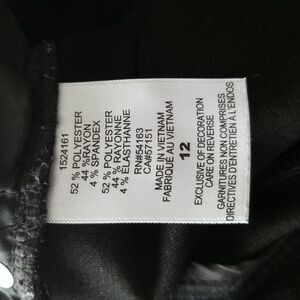 1524161
52 % POLYESTER
44 %RAYON
4 % SPANDEX
52 % POLYESTER
44 % RAYONNE
4 % ELASTHANNE
RN#54163
CA#57151
MADE IN VIETNAM
FABRIQUÉ AU VIETNAM
12
EXCLUSIVE OF DECORATION
CARE ON REVERSE
GARNITURES NON COMPRISES
DIRECTIVES D'ENTRETIEN À L'ENDOS